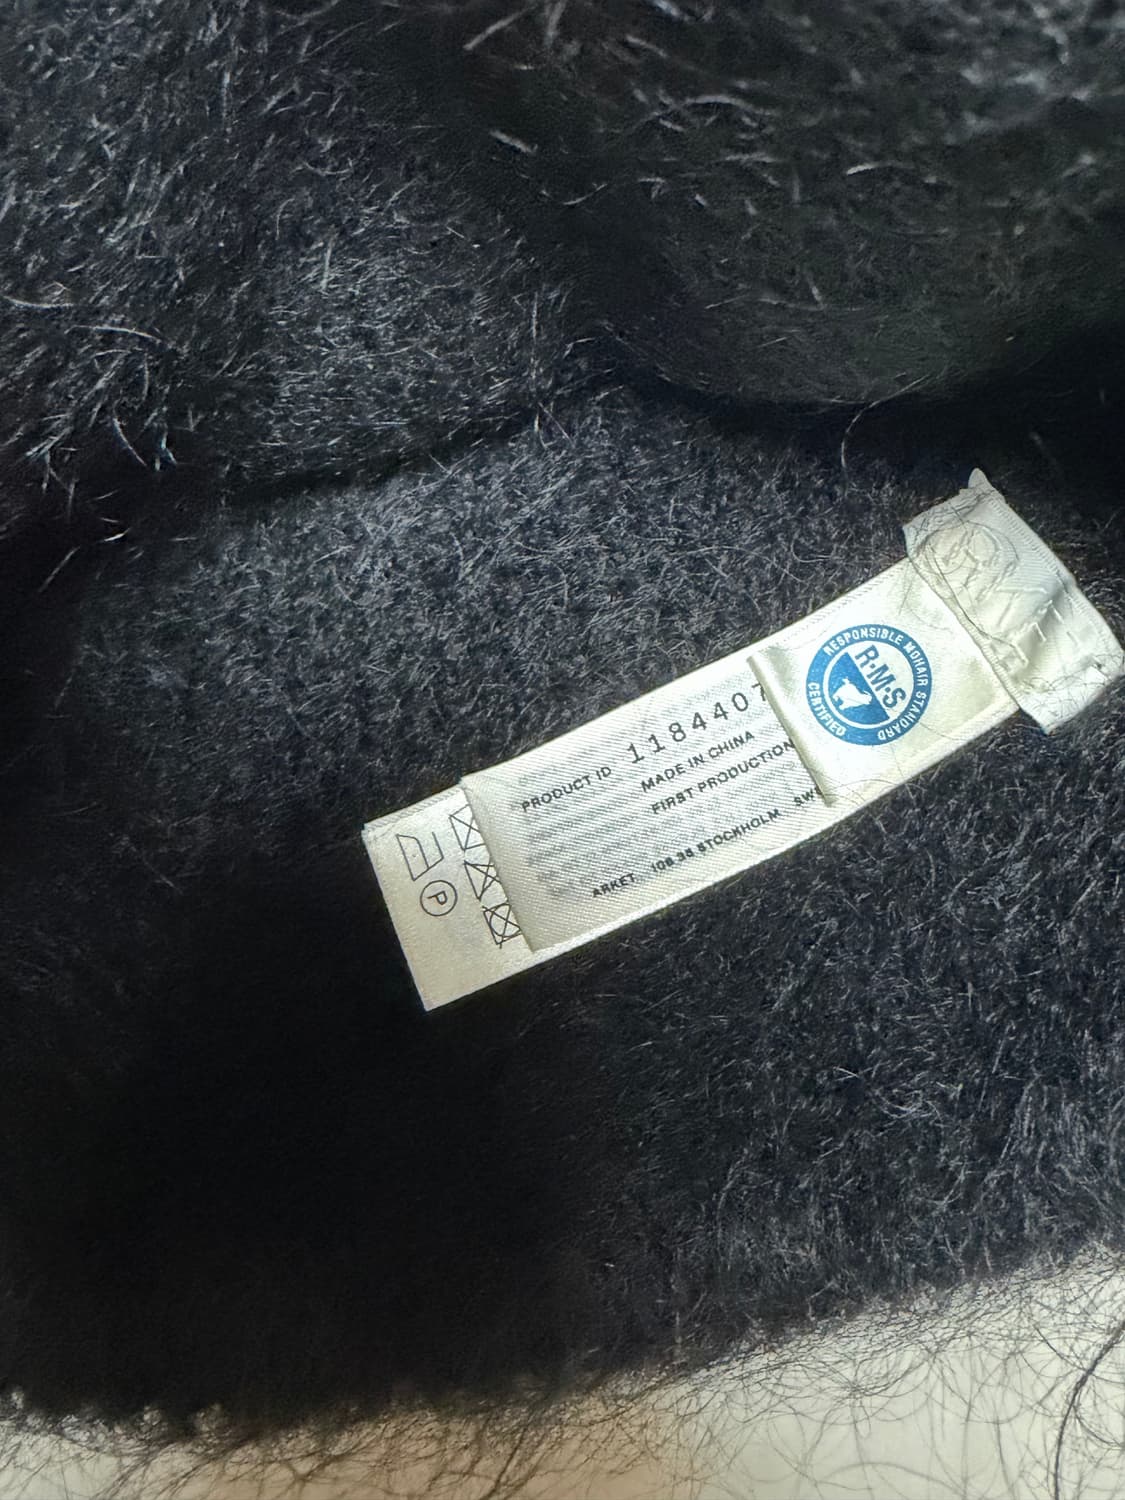 RESPONSIBLE MOHAIR STANDARD
R·M·S
CERTIFIED
PRODUCT ID 1184407
MADE IN CHINA
FIRST PRODUCTION
ARKET 106 38 STOCKHOLM
P